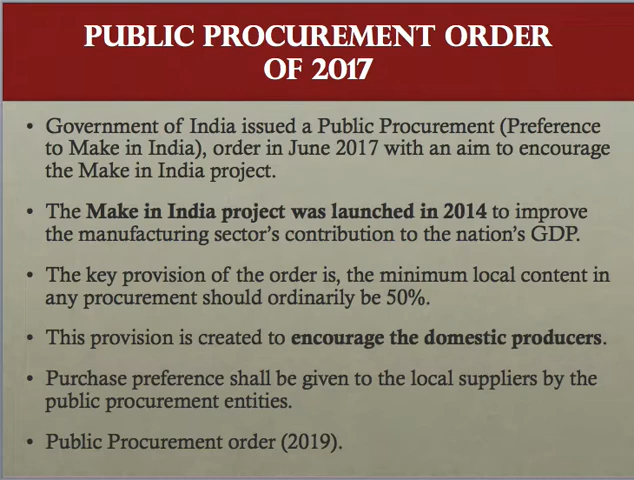 PUBLIC PROCUREMENT ORDER
OF 2017
• Government of India issued a Public Procurement (Preference
to Make in India), order in June 2017 with an aim to encourage
the Make in India project.
• The Make in India project was launched in 2014 to improve
the manufacturing sector's contribution to the nation's GDP.
• The key provision of the order is, the minimum local content in
any procurement should ordinarily be 50%.
• This provision is created to encourage the domestic producers.
• Purchase preference shall be given to the local suppliers by the
public procurement entities.
• Public Procurement order (2019).